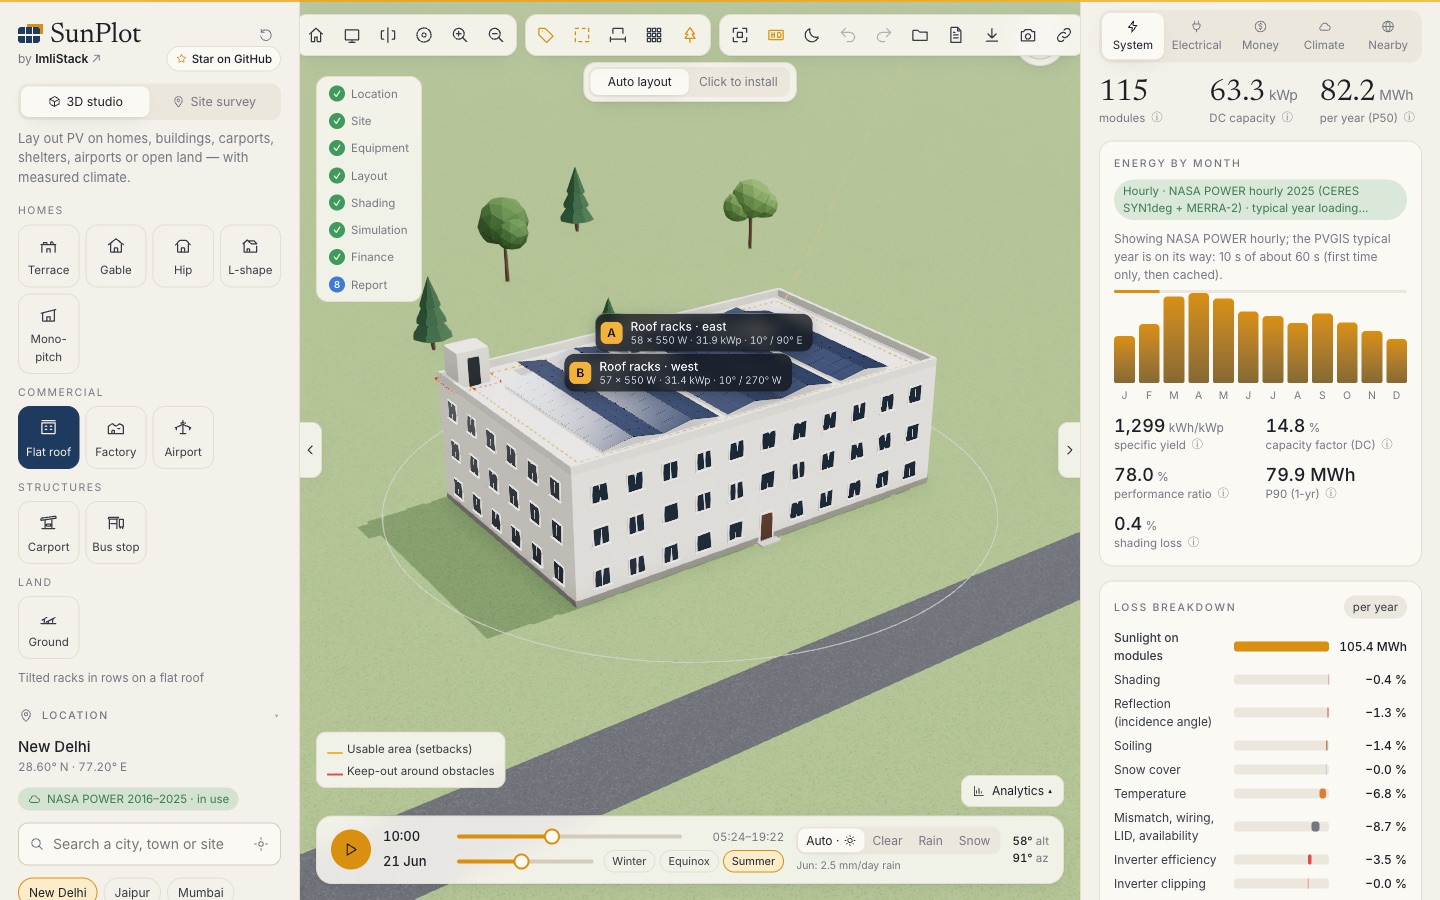 SunPlot
by ImliStack ↗
Star on GitHub
3D studio
Site survey
Lay out PV on homes, buildings, carports,
shelters, airports or open land — with
measured climate.
HOMES
Terrace
Gable
Hip
L-shape
Mono-
pitch
COMMERCIAL
Flat roof
Factory
Airport
STRUCTURES
Carport
Bus stop
LAND
Ground
Tilted racks in rows on a flat roof
LOCATION
New Delhi
28.60° N · 77.20° E
NASA POWER 2016–2025 · in use
Search a city, town or site
New Delhi
Jaipur
Mumbai
HD
Auto layout
Click to install
Location
Site
Equipment
Layout
Shading
Simulation
Finance
8 Report
A Roof racks · east
58 × 550 W · 31.9 kWp · 10° / 90° E
B Roof racks · west
57 × 550 W · 31.4 kWp · 10° / 270° W
Usable area (setbacks)
Keep-out around obstacles
Analytics
10:00
05:24–19:22
21 Jun
Winter
Equinox
Summer
Auto ·
Clear
Rain
Snow
Jun: 2.5 mm/day rain
58° alt
91° az
System
Electrical
Money
Climate
Nearby
115
modules
63.3 kWp
DC capacity
82.2 MWh
per year (P50)
ENERGY BY MONTH
Hourly · NASA POWER hourly 2025 (CERES
SYN1deg + MERRA-2) · typical year loading…
Showing NASA POWER hourly; the PVGIS typical
year is on its way: 10 s of about 60 s (first time
only, then cached).
J F M A M J J A S O N D
1,299 kWh/kWp
specific yield
14.8 %
capacity factor (DC)
78.0 %
performance ratio
79.9 MWh
P90 (1-yr)
0.4 %
shading loss
LOSS BREAKDOWN
per year
Sunlight on
modules
105.4 MWh
Shading
−0.4 %
Reflection
(incidence angle)
−1.3 %
Soiling
−1.4 %
Snow cover
−0.0 %
Temperature
−6.8 %
Mismatch, wiring,
LID, availability
−8.7 %
Inverter efficiency
−3.5 %
Inverter clipping
−0.0 %